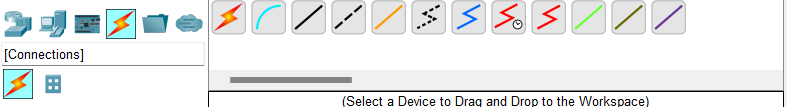 [Connections]
(Select a Device to Drag and Drop to the Workspace)